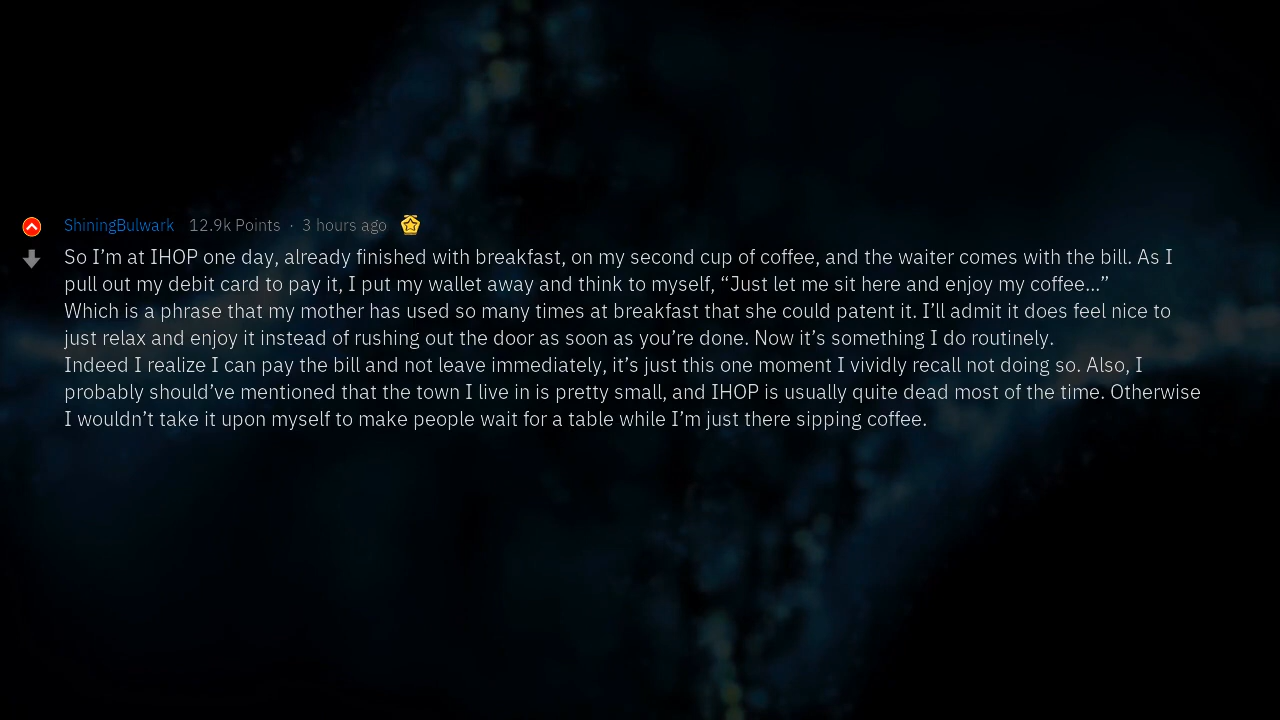 ShiningBulwark 12.9k Points · 3 hours ago
So I’m at IHOP one day, already finished with breakfast, on my second cup of coffee, and the waiter comes with the bill. As I
pull out my debit card to pay it, I put my wallet away and think to myself, “Just let me sit here and enjoy my coffee...”
Which is a phrase that my mother has used so many times at breakfast that she could patent it. I’ll admit it does feel nice to
just relax and enjoy it instead of rushing out the door as soon as you’re done. Now it’s something I do routinely.
Indeed I realize I can pay the bill and not leave immediately, it’s just this one moment I vividly recall not doing so. Also, I
probably should’ve mentioned that the town I live in is pretty small, and IHOP is usually quite dead most of the time. Otherwise
I wouldn’t take it upon myself to make people wait for a table while I’m just there sipping coffee.